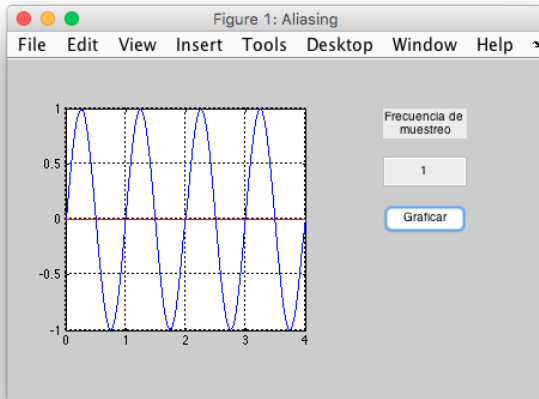 Figure 1: Aliasing
File Edit View Insert Tools Desktop Window Help
Frecuencia de
muestreo
1
Graficar
1
0.5
0
-0.5
-1
0 1 2 3 4